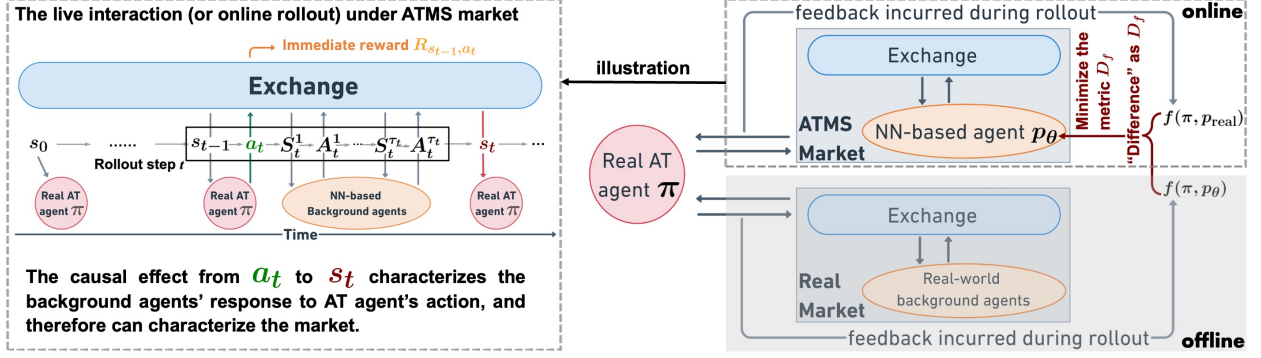 The live interaction (or online rollout) under ATMS market
Immediate reward R_{s_{t-1},a_t}
Exchange
s_0
......
Rollout step t
s_{t-1}
a_t
S_t^1
A_t^1
...
S_t^{τ_t}
A_t^{τ_t}
s_t
...
Real AT
agent π
Real AT
agent π
NN-based
Background agents
Real AT
agent π
Time
The causal effect from a_t to s_t characterizes the
background agents' response to AT agent's action, and
therefore can characterize the market.
illustration
Real AT
agent π
feedback incurred during rollout
online
Exchange
ATMS
Market
NN-based agent p_θ
Minimize the
metric D_f
"Difference" as D_f
f(π, p_real)
f(π, p_θ)
Exchange
Real
Market
Real-world
background agents
feedback incurred during rollout
offline